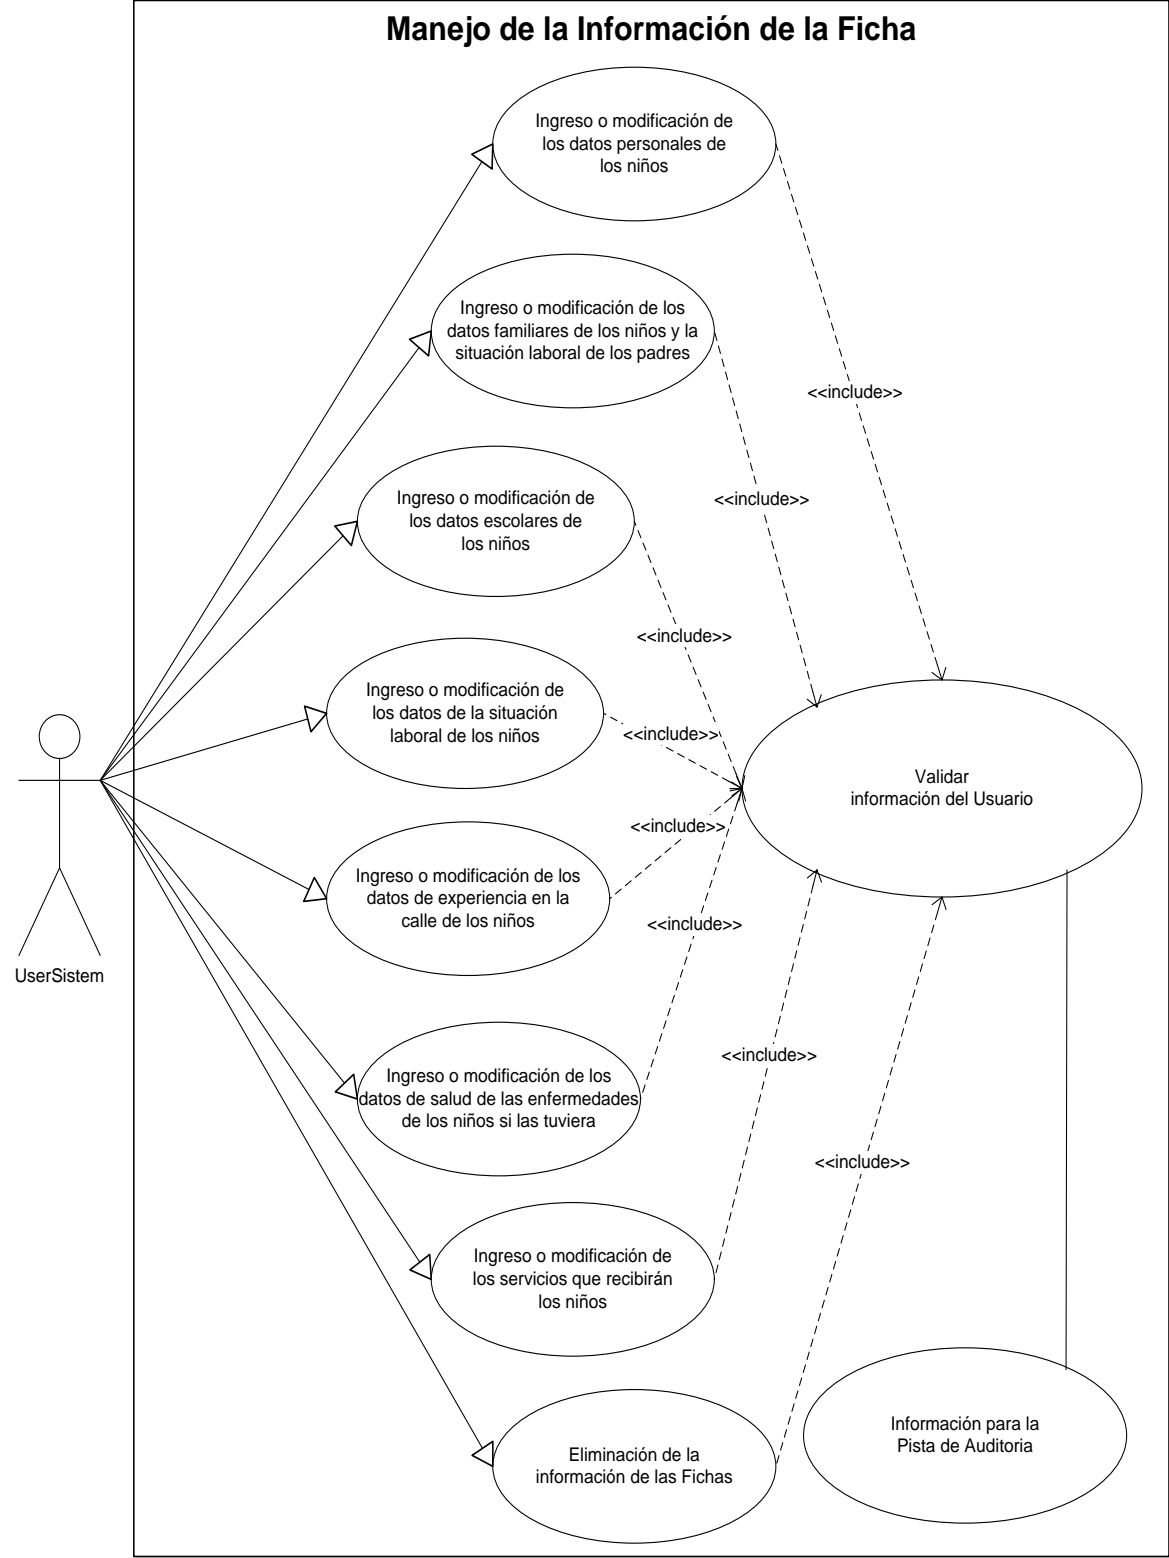 Manejo de la Información de la Ficha
Ingreso o modificación de
los datos personales de
los niños
Ingreso o modificación de los
datos familiares de los niños y la
situación laboral de los padres
<<include>>
<<include>>
Ingreso o modificación de
los datos escolares de
los niños
<<include>>
Ingreso o modificación de
los datos de la situación
laboral de los niños
<<include>>
Validar
información del Usuario
<<include>>
Ingreso o modificación de los
datos de experiencia en la
calle de los niños
<<include>>
UserSistem
<<include>>
Ingreso o modificación de los
datos de salud de las enfermedades
de los niños si las tuviera
<<include>>
Ingreso o modificación de
los servicios que recibirán
los niños
Información para la
Pista de Auditoria
Eliminación de la
información de las Fichas